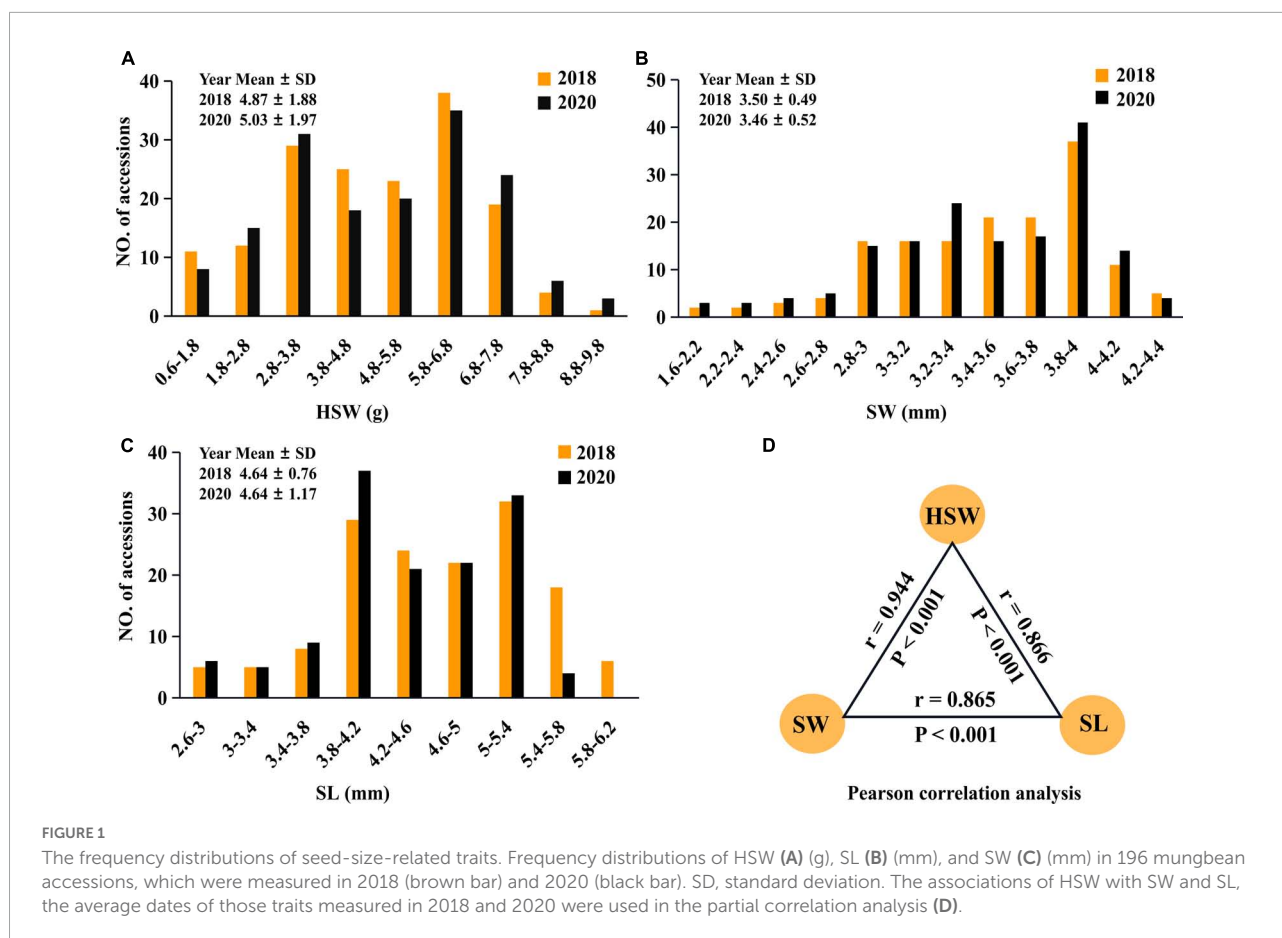 A
Year Mean ± SD
2018 4.87 ± 1.88
2020 5.03 ± 1.97
2018
2020
NO. of accessions
40
30
20
10
0
0.6-1.8
1.8-2.8
2.8-3.8
3.8-4.8
4.8-5.8
5.8-6.8
6.8-7.8
7.8-8.8
8.8-9.8
HSW (g)
B
Year Mean ± SD
2018 3.50 ± 0.49
2020 3.46 ± 0.52
2018
2020
50
40
30
20
10
0
1.6-2.2
2.2-2.4
2.4-2.6
2.6-2.8
2.8-3
3-3.2
3.2-3.4
3.4-3.6
3.6-3.8
3.8-4
4-4.2
4.2-4.4
SW (mm)
C
Year Mean ± SD
2018 4.64 ± 0.76
2020 4.64 ± 1.17
2018
2020
NO. of accessions
40
30
20
10
0
2.6-3
3-3.4
3.4-3.8
3.8-4.2
4.2-4.6
4.6-5
5-5.4
5.4-5.8
5.8-6.2
SL (mm)
D
HSW
r = 0.944
P < 0.001
r = 0.866
P < 0.001
SW
r = 0.865
P < 0.001
SL
Pearson correlation analysis
FIGURE 1
The frequency distributions of seed-size-related traits. Frequency distributions of HSW (A) (g), SL (B) (mm), and SW (C) (mm) in 196 mungbean
accessions, which were measured in 2018 (brown bar) and 2020 (black bar). SD, standard deviation. The associations of HSW with SW and SL,
the average dates of those traits measured in 2018 and 2020 were used in the partial correlation analysis (D).